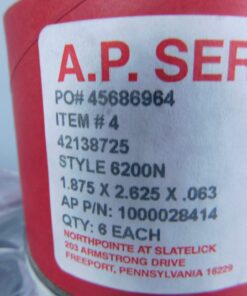 A.P. SER
PO# 45686964
ITEM # 4
42138725
STYLE 6200N
1.875 X 2.625 X .063
AP P/N: 1000028414
QTY: 6 EACH
NORTHPOINTE AT SLATELICK
203 ARMSTRONG DRIVE
FREEPORT, PENNSYLVANIA 16229